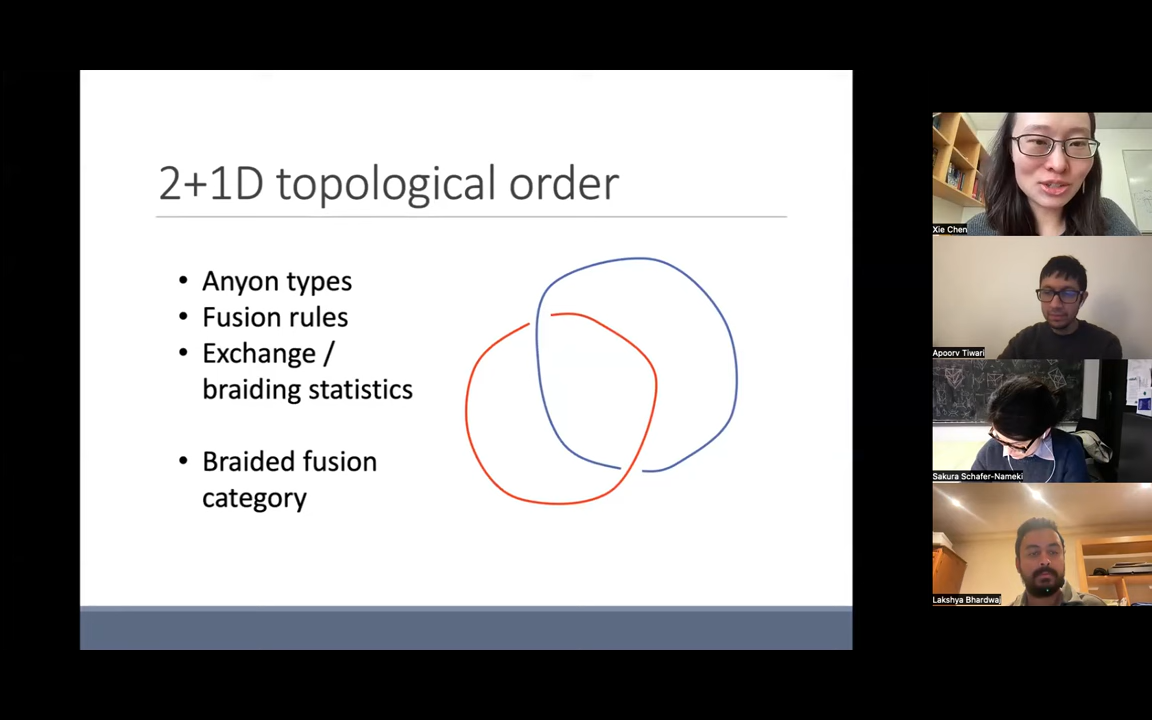 2+1D topological order
• Anyon types
• Fusion rules
• Exchange /
braiding statistics
• Braided fusion
category
Xie Chen
Apoorv Tiwari
Sakura Schafer-Nameki
Lakshya Bhardwaj